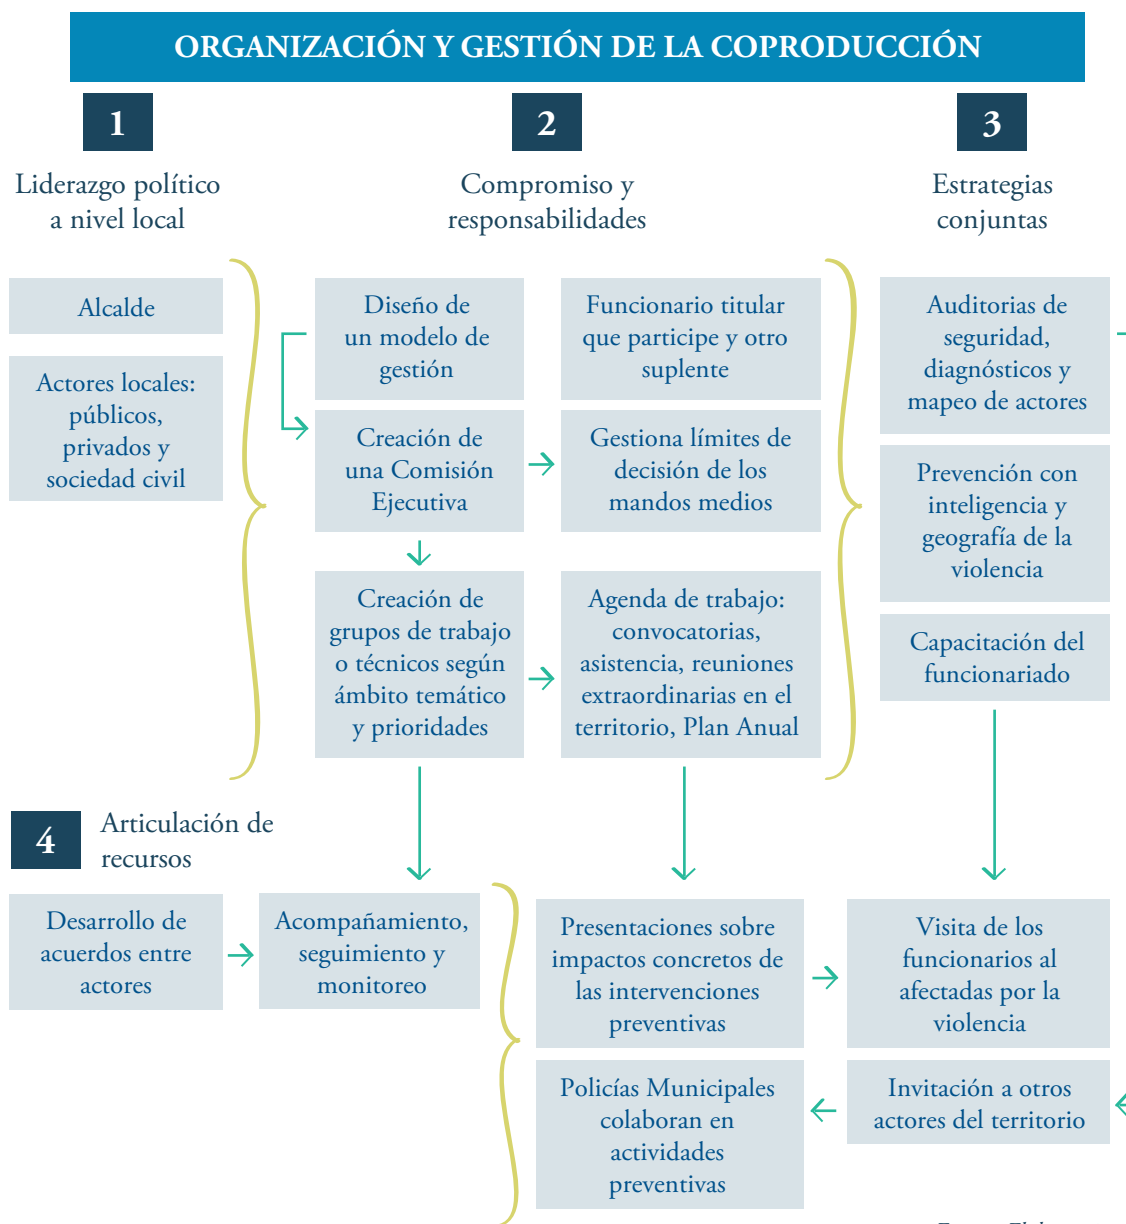 ORGANIZACIÓN Y GESTIÓN DE LA COPRODUCCIÓN
1
Liderazgo político
a nivel local
Alcalde
Actores locales:
públicos,
privados y
sociedad civil
2
Compromiso y
responsabilidades
Diseño de
un modelo de
gestión
Funcionario titular
que participe y otro
suplente
Creación de
una Comisión
Ejecutiva
Gestiona límites de
decisión de los
mandos medios
Creación de
grupos de trabajo
o técnicos según
ámbito temático
y prioridades
Agenda de trabajo:
convocatorias,
asistencia, reuniones
extraordinarias en el
territorio, Plan Anual
3
Estrategias
conjuntas
Auditorias de
seguridad,
diagnósticos y
mapeo de actores
Prevención con
inteligencia y
geografía de la
violencia
Capacitación del
funcionariado
4
Articulación de
recursos
Desarrollo de
acuerdos entre
actores
Acompañamiento,
seguimiento y
monitoreo
Presentaciones sobre
impactos concretos de
las intervenciones
preventivas
Visita de los
funcionarios al
afectadas por la
violencia
Policías Municipales
colaboran en
actividades
preventivas
Invitación a otros
actores del territorio